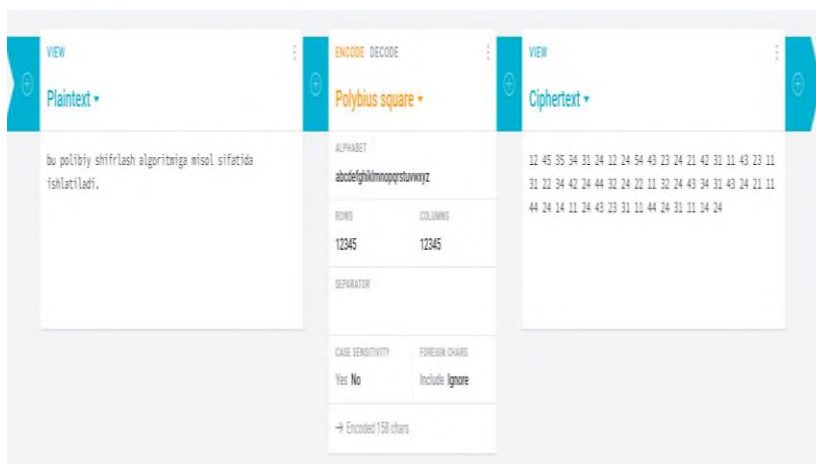 VIEW
Plaintext
bu polibiy shifrlash algoritmiga misol sifatida
ishlatiladi.
ENCODE DECODE
Polybius square
ALPHABET
abcdefghiklmnopqrstuvwxyz
ROWS COLUMNS
12345 12345
SEPARATOR
CASE SENSITIVITY FOREIGN CHARS
Yes No Include Ignore
→ Encoded 158 chars
VIEW
Ciphertext
12 45 35 34 31 24 12 24 54 43 23 24 21 42 31 11 43 23 11
31 22 34 42 24 44 32 24 22 11 32 24 43 34 31 43 24 21 11
44 24 14 11 24 43 23 31 11 44 24 31 11 14 24